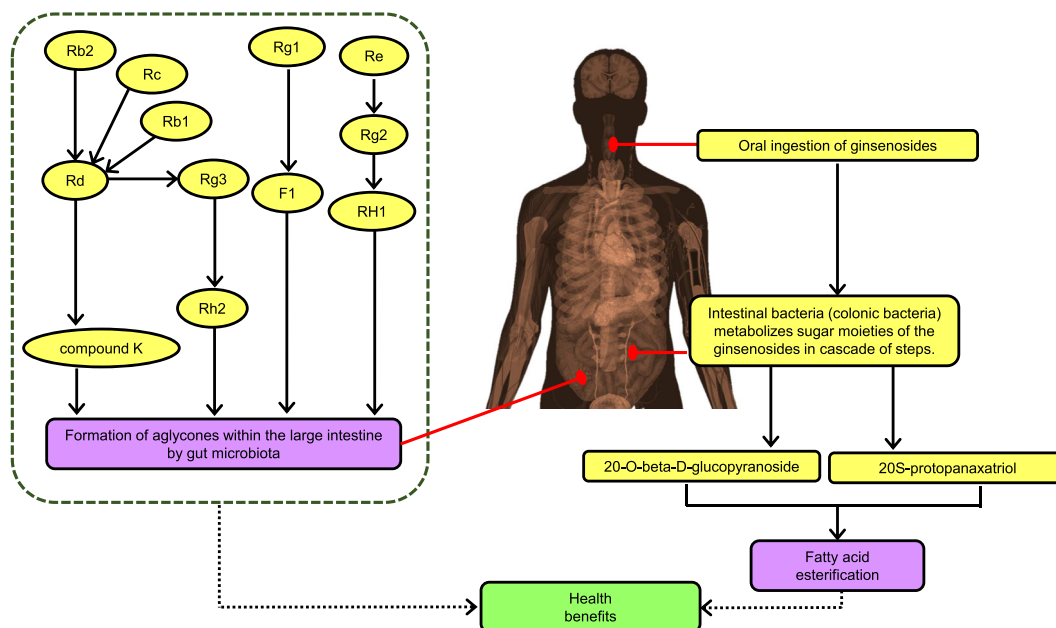 Rb2
Rc
Rb1
Rd
Rg3
Rh2
compound K
Rg1
F1
Re
Rg2
RH1
Formation of aglycones within the large intestine
by gut microbiota
Oral ingestion of ginsenosides
Intestinal bacteria (colonic bacteria)
metabolizes sugar moieties of the
ginsenosides in cascade of steps.
20-O-beta-D-glucopyranoside
20S-protopanaxatriol
Fatty acid
esterification
Health
benefits